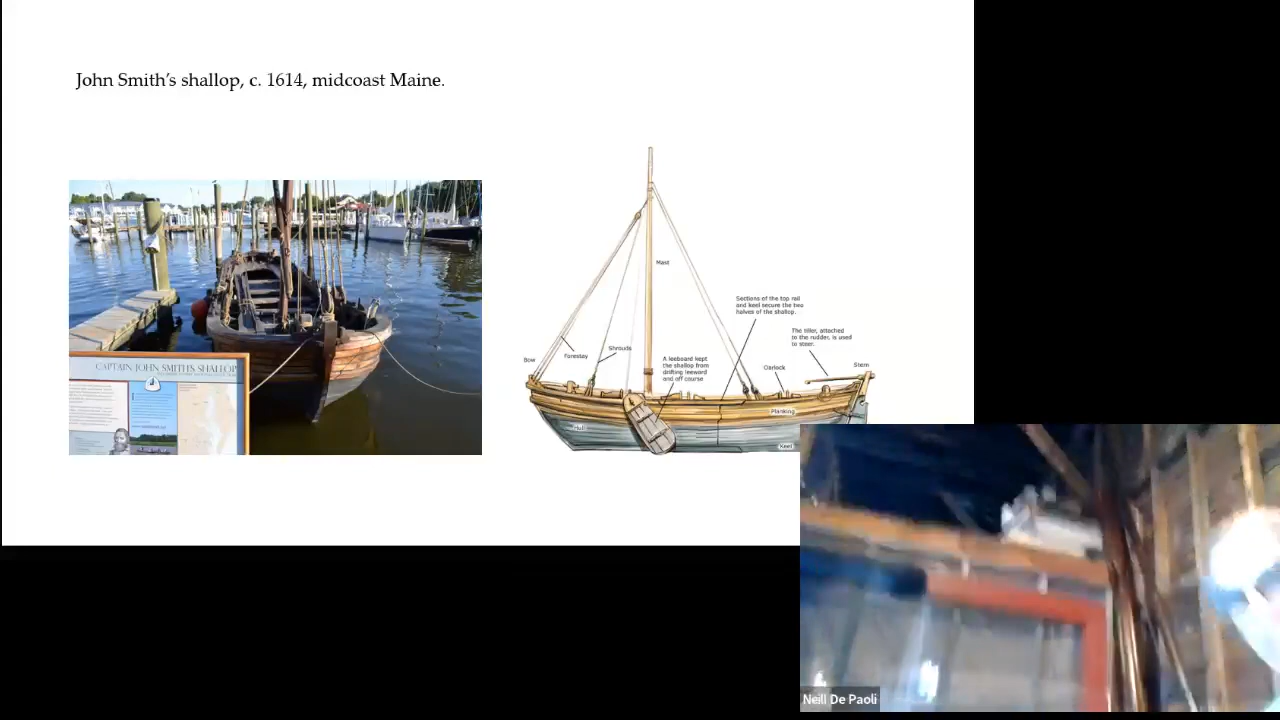 John Smith's shallop, c. 1614, midcoast Maine.
CAPTAIN JOHN SMITH'S SHALLOP
Mast
Sections of the top rail
and keel secure the two
halves of the shallop.
The tiller, attached
to the rudder, is used
to steer.
Bow
Forestay
Shrouds
A leeboard kept
the shallop from
drifting leeward
and off course
Oarlock
Stern
Planking
Hull
Keel
Neill De Paoli